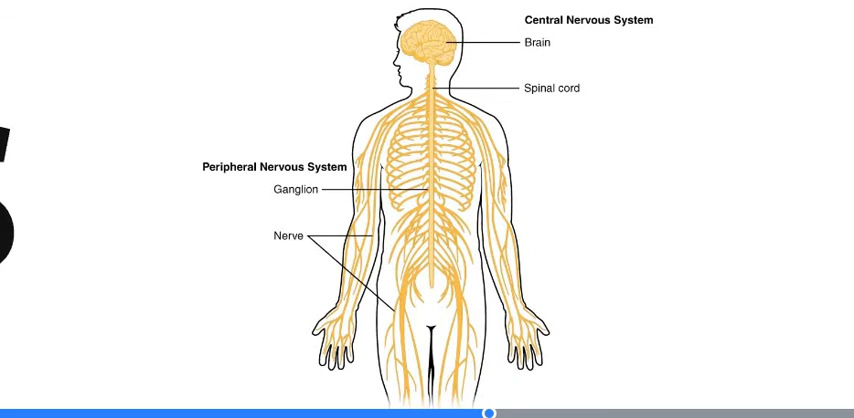 Central Nervous System
Brain
Spinal cord
Peripheral Nervous System
Ganglion
Nerve